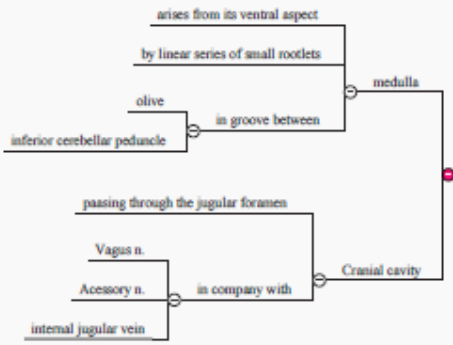 arises from its ventral aspect
by linear series of small rootlets
medulla
olive
in groove between
inferior cerebellar peduncle
paasing through the jugular foramen
Vagus n.
Cranial cavity
Acessory n.
in company with
internal jugular vein